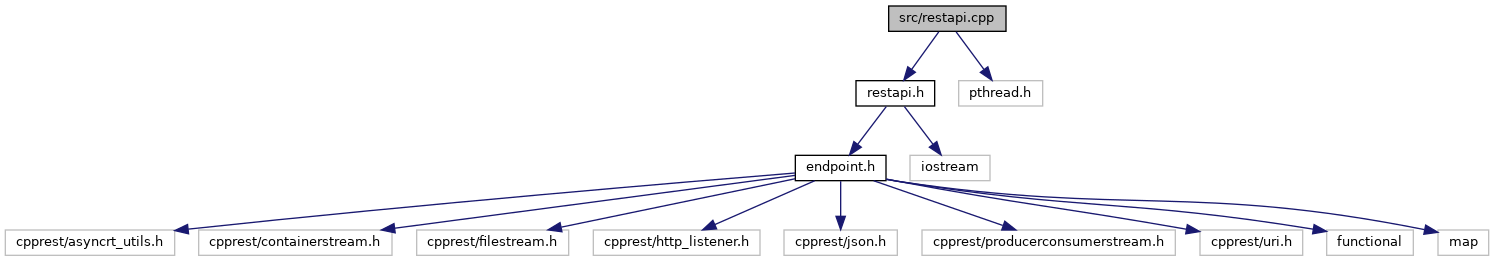 src/restapi.cpp
restapi.h
pthread.h
endpoint.h
iostream
cpprest/asyncrt_utils.h
cpprest/containerstream.h
cpprest/filestream.h
cpprest/http_listener.h
cpprest/json.h
cpprest/producerconsumerstream.h
cpprest/uri.h
functional
map